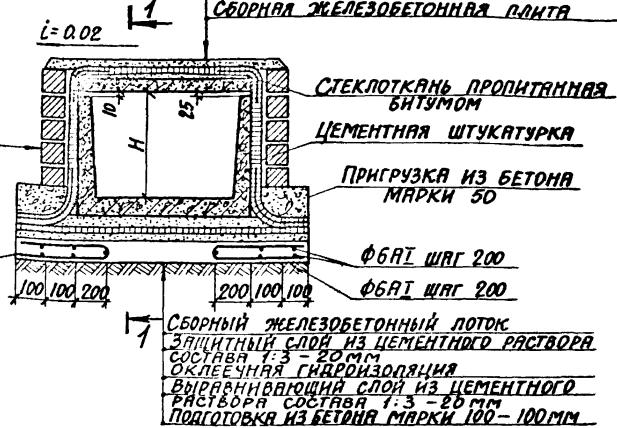 1
СБОРНАЯ ЖЕЛЕЗОБЕТОННАЯ ПЛИТА
i=0.02
СТЕКЛОТКАНЬ ПРОПИТАННАЯ
БИТУМОМ
10
25
H
ЦЕМЕНТНАЯ ШТУКАТУРКА
ПРИГРУЗКА ИЗ БЕТОНА
МАРКИ 50
Ф6АI ШАГ 200
Ф6АI ШАГ 200
100 100 200 200 100 100
1
СБОРНЫЙ ЖЕЛЕЗОБЕТОННЫЙ ЛОТОК
ЗАЩИТНЫЙ СЛОЙ ИЗ ЦЕМЕНТНОГО РАСТВОРА
СОСТАВА 1:3-20ММ
ОКЛЕЕЧНАЯ ГИДРОИЗОЛЯЦИЯ
ВЫРАВНИВАЮЩИЙ СЛОЙ ИЗ ЦЕМЕНТНОГО
РАСТВОРА СОСТАВА 1:3-20ММ
ПОДГОТОВКА ИЗ БЕТОНА МАРКИ 100-100ММ